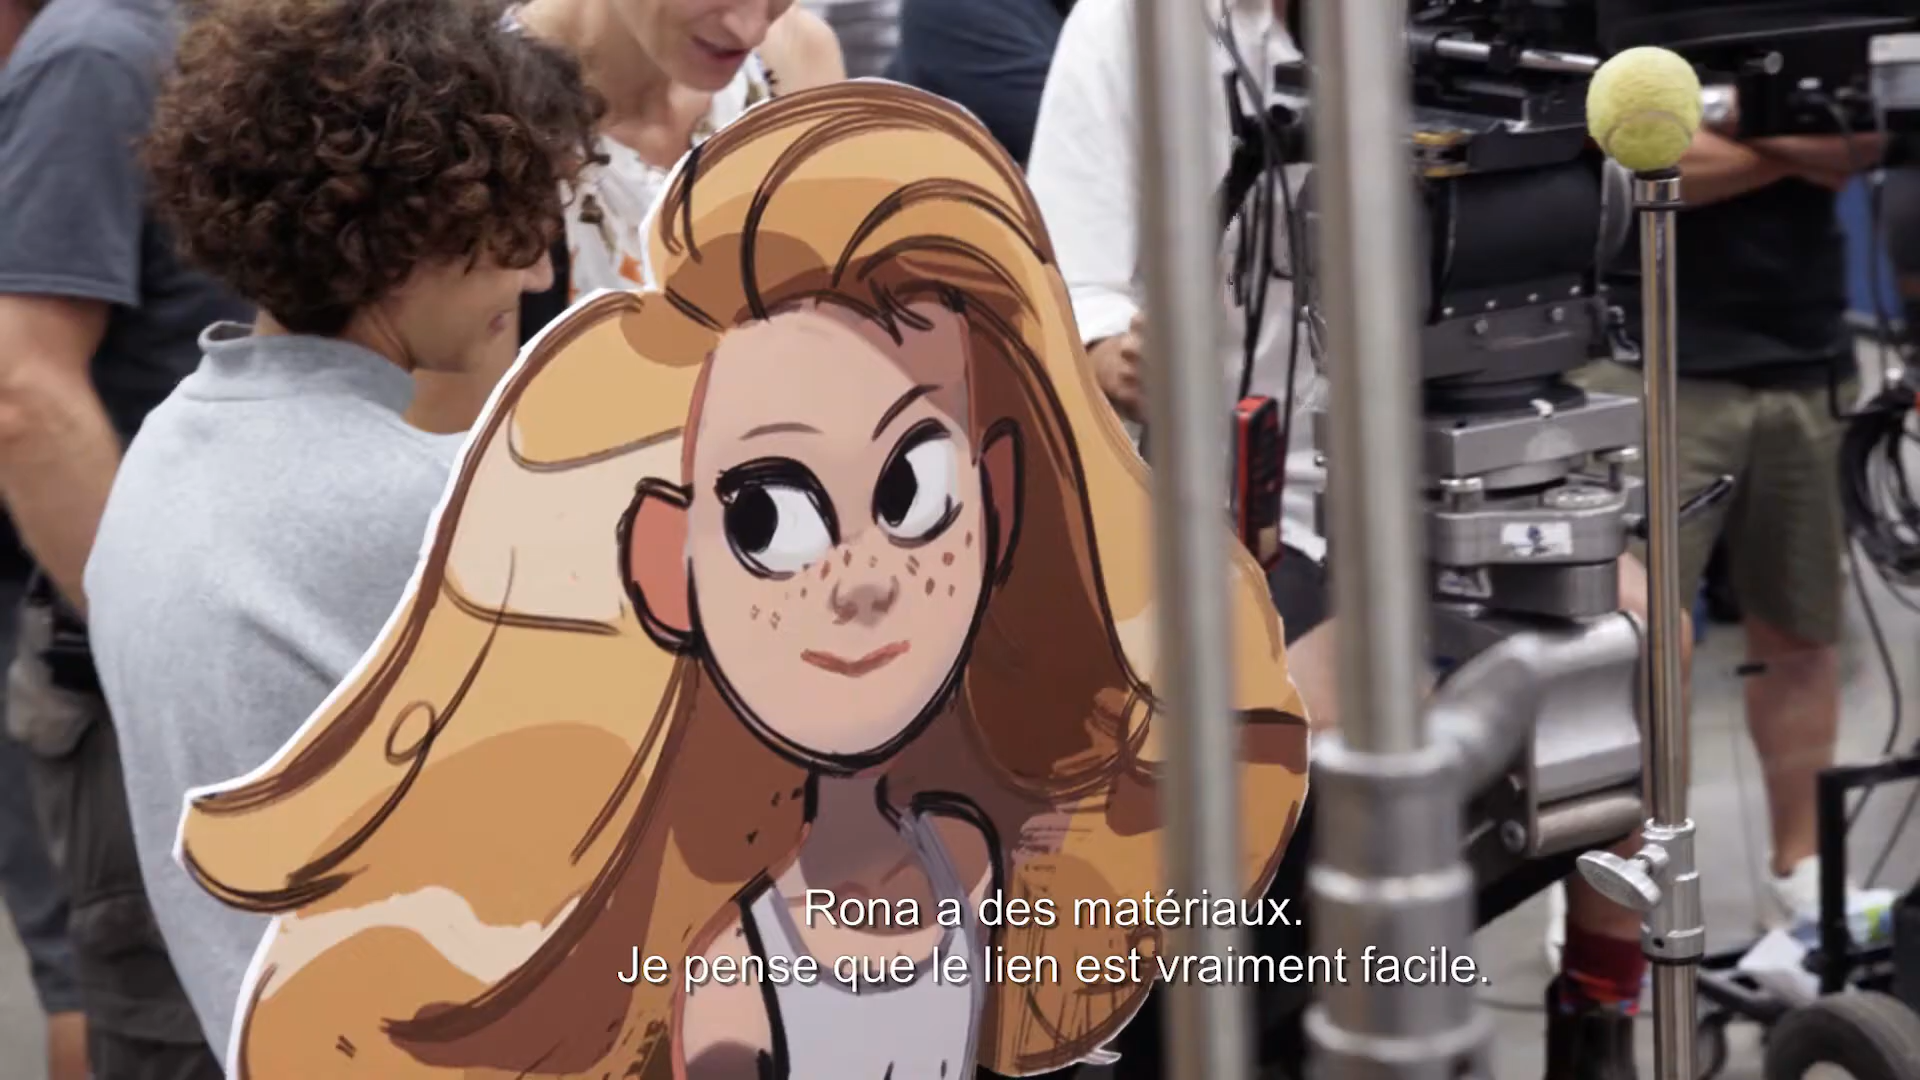 Rona a des matériaux.
Je pense que le lien est vraiment facile.